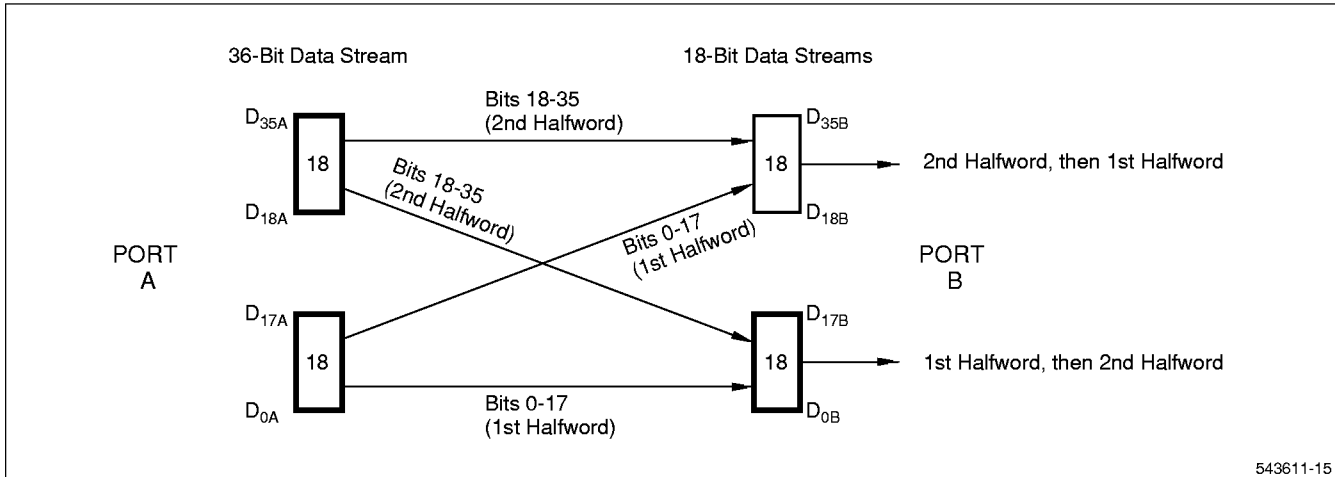 36-Bit Data Stream
18-Bit Data Streams
D35A
18
D18A
Bits 18-35
(2nd Halfword)
Bits 18-35
(2nd Halfword)
D35B
18
D18B
2nd Halfword, then 1st Halfword
PORT
A
Bits 0-17
(1st Halfword)
PORT
B
D17A
18
D0A
Bits 0-17
(1st Halfword)
D17B
18
D0B
1st Halfword, then 2nd Halfword
543611-15